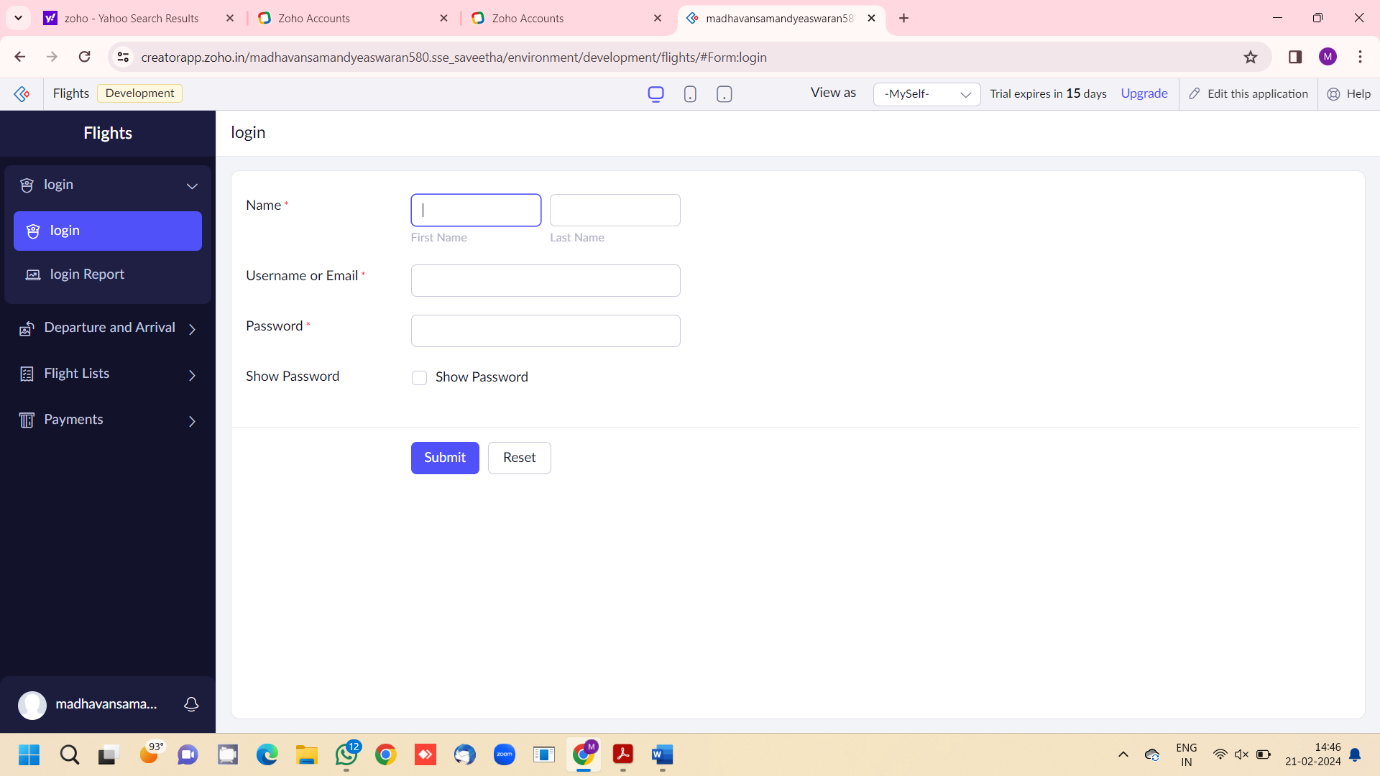 zoho - Yahoo Search Results
Zoho Accounts
Zoho Accounts
madhavansamandyeaswaran58
creatorapp.zoho.in/madhavansamandyeaswaran580.sse_saveetha/environment/development/flights/#Form:login
M
Flights
Development
View as
-MySelf-
Trial expires in 15 days
Upgrade
Edit this application
Help
Flights
login
login
login
login Report
Departure and Arrival
Flight Lists
Payments
madhavansama...
Name *
First Name
Last Name
Username or Email *
Password *
Show Password
Show Password
Submit
Reset
93°
12
zoom
M
W
ENG
IN
14:46
21-02-2024